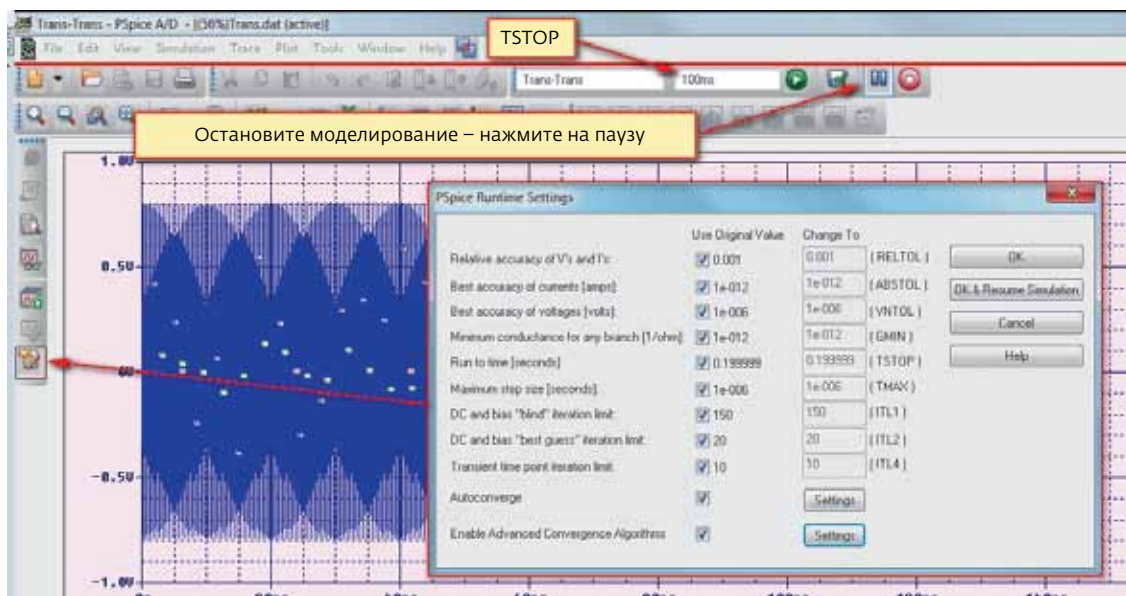 Trans-Trans - PSpice A/D - [(50%)Trans.dat (active)]
File Edit View Simulation Trace Plot Tools Window Help
TSTOP
Trans-Trans 100ms
Остановите моделирование – нажмите на паузу
1.0V
0.5V
0V
-0.5V
-1.0V
PSpice Runtime Settings
Use Original Value Change To
Relative accuracy of V's and I's: 0.001 0.001 (RELTOL) OK
Best accuracy of currents [amps]: 1e-012 1e-012 (ABSTOL) OK & Resume Simulation
Best accuracy of voltages [volts]: 1e-006 1e-006 (VNTOL) Cancel
Minimum conductance for any branch [1/ohm]: 1e-012 1e-012 (GMIN) Help
Run to time [seconds]: 0.199999 0.199999 (TSTOP)
Maximum step size [seconds]: 1e-006 1e-006 (TMAX)
DC and bias "blind" iteration limit: 150 150 (ITL1)
DC and bias "best guess" iteration limit: 20 20 (ITL2)
Transient time point iteration limit: 10 10 (ITL4)
Autoconverge Settings
Enable Advanced Convergence Algorithms Settings